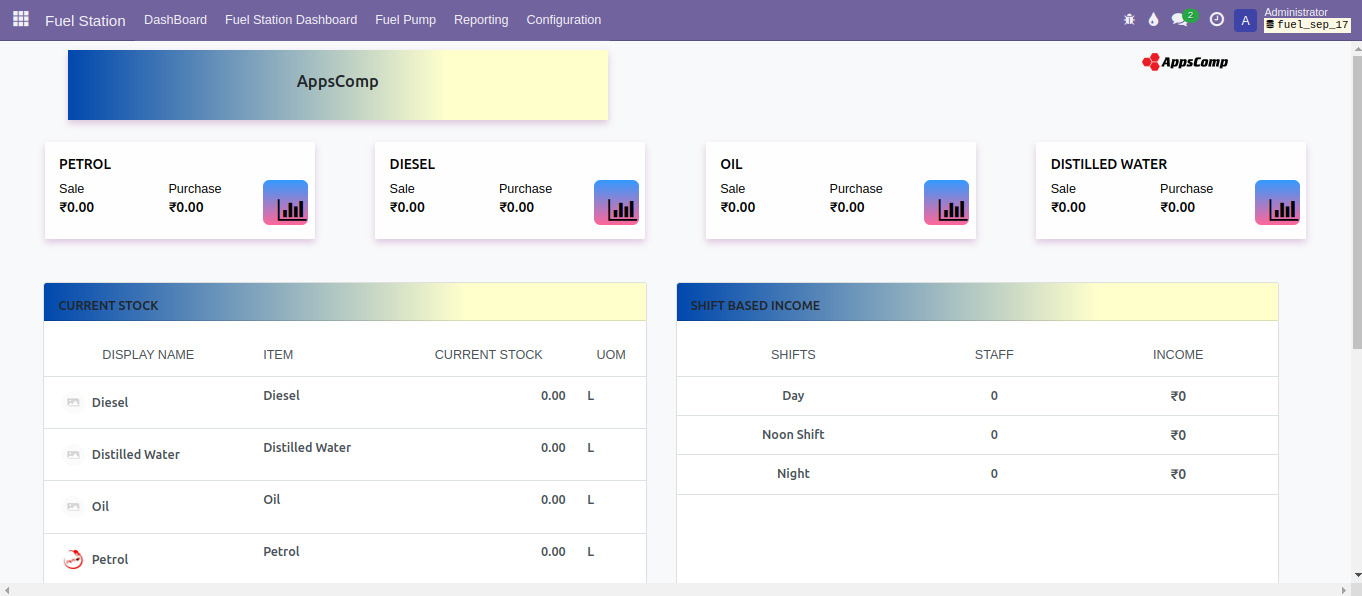 Fuel Station DashBoard Fuel Station Dashboard Fuel Pump Reporting Configuration 2 A Administrator
fuel_sep_17
AppsComp
AppsComp
PETROL
Sale Purchase
₹0.00 ₹0.00
DIESEL
Sale Purchase
₹0.00 ₹0.00
OIL
Sale Purchase
₹0.00 ₹0.00
DISTILLED WATER
Sale Purchase
₹0.00 ₹0.00
CURRENT STOCK
DISPLAY NAME ITEM CURRENT STOCK UOM
Diesel Diesel 0.00 L
Distilled Water Distilled Water 0.00 L
Oil Oil 0.00 L
Petrol Petrol 0.00 L
SHIFT BASED INCOME
SHIFTS STAFF INCOME
Day 0 ₹0
Noon Shift 0 ₹0
Night 0 ₹0